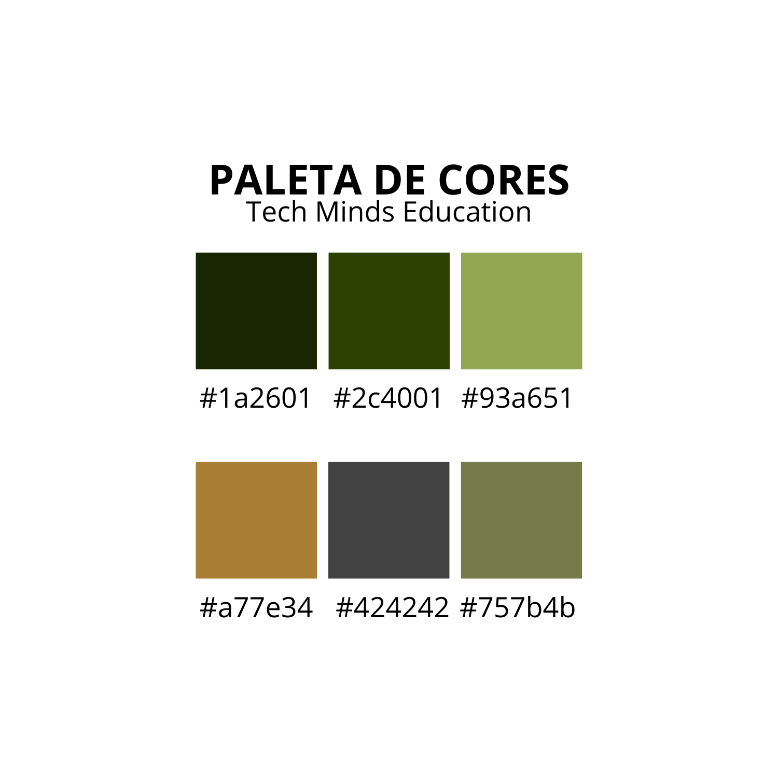 PALETA DE CORES
Tech Minds Education
#1a2601 #2c4001 #93a651
#a77e34 #424242 #757b4b